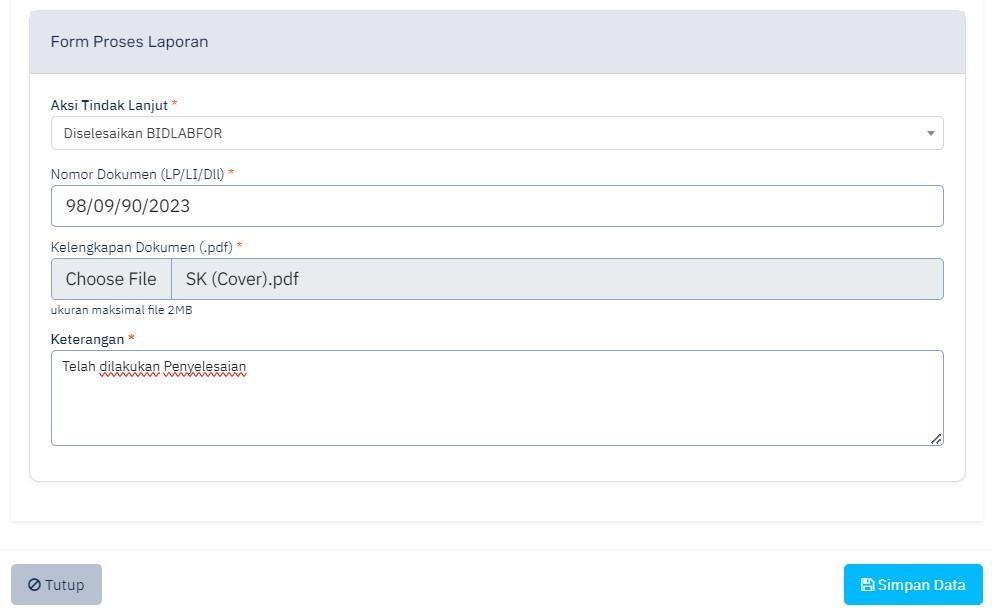 Form Proses Laporan
Aksi Tindak Lanjut *
Diselesaikan BIDLABFOR
Nomor Dokumen (LP/LI/Dll) *
98/09/90/2023
Kelengkapan Dokumen (.pdf) *
Choose File SK (Cover).pdf
ukuran maksimal file 2MB
Keterangan *
Telah dilakukan Penyelesaian
Tutup Simpan Data